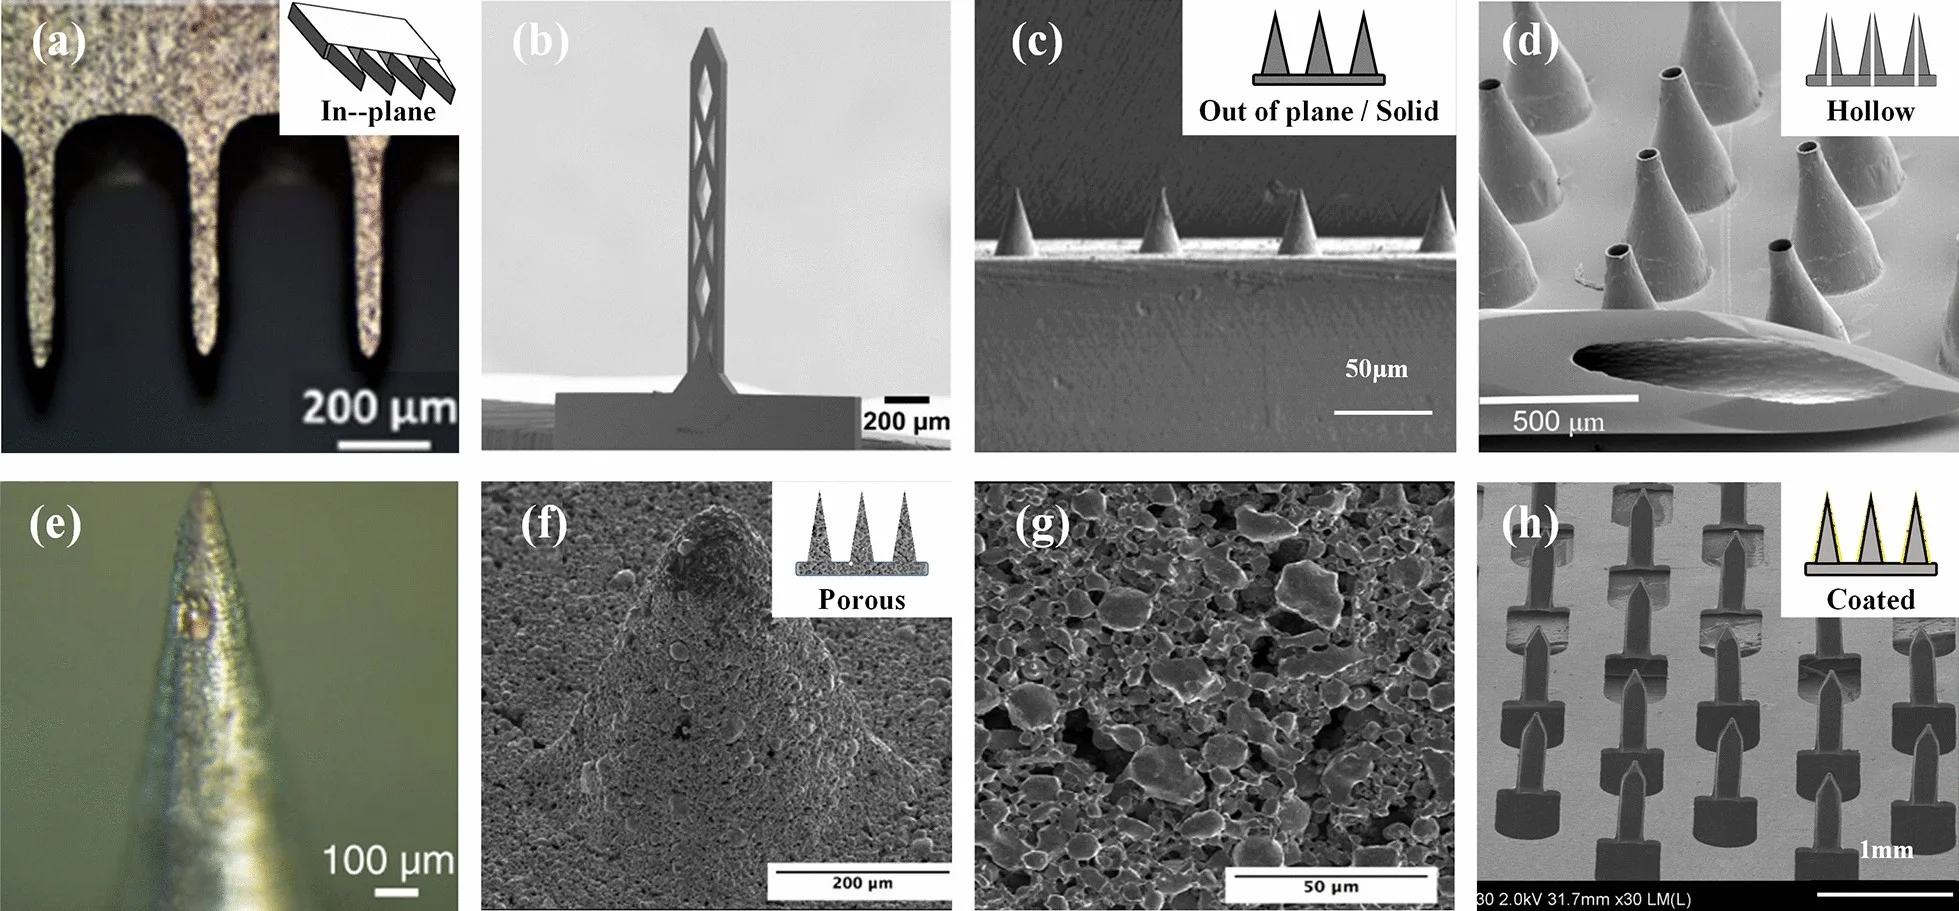 (a)
In--plane
200 µm
(b)
200 µm
(c)
Out of plane / Solid
50µm
(d)
Hollow
500 µm
(e)
100 µm
(f)
Porous
200 µm
(g)
50 µm
(h)
Coated
1mm
30 2.0kV 31.7mm x30 LM(L)